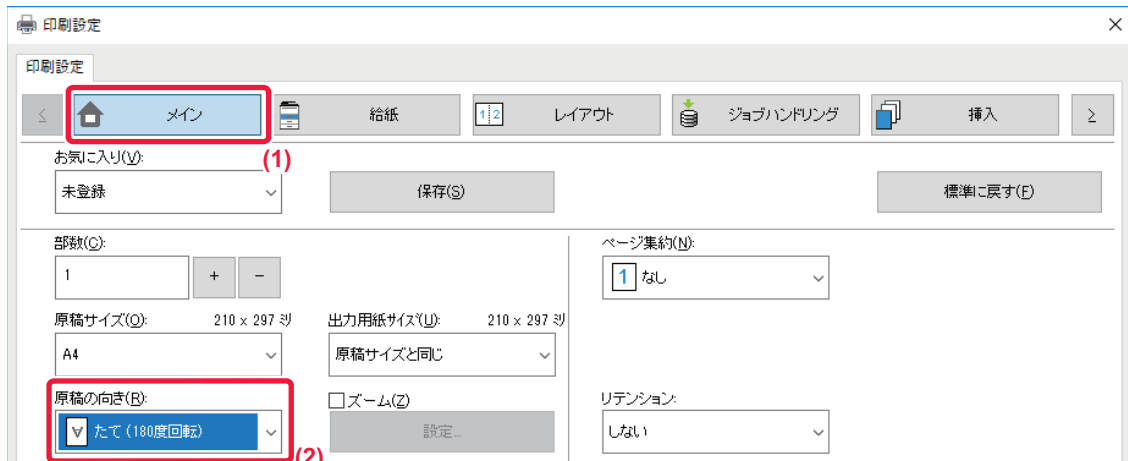 印刷設定
印刷設定
メイン
給紙
1 2
レイアウト
ジョブハンドリング
挿入
(1)
お気に入り(V):
未登録
保存(S)
標準に戻す(F)
部数(C):
1
+
−
ページ集約(N):
1 なし
原稿サイズ(O):
210 x 297 ミリ
A4
出力用紙サイズ(U):
210 x 297 ミリ
原稿サイズと同じ
原稿の向き(R):
A たて (180度回転)
(2)
ズーム(Z)
設定...
リテンション:
しない